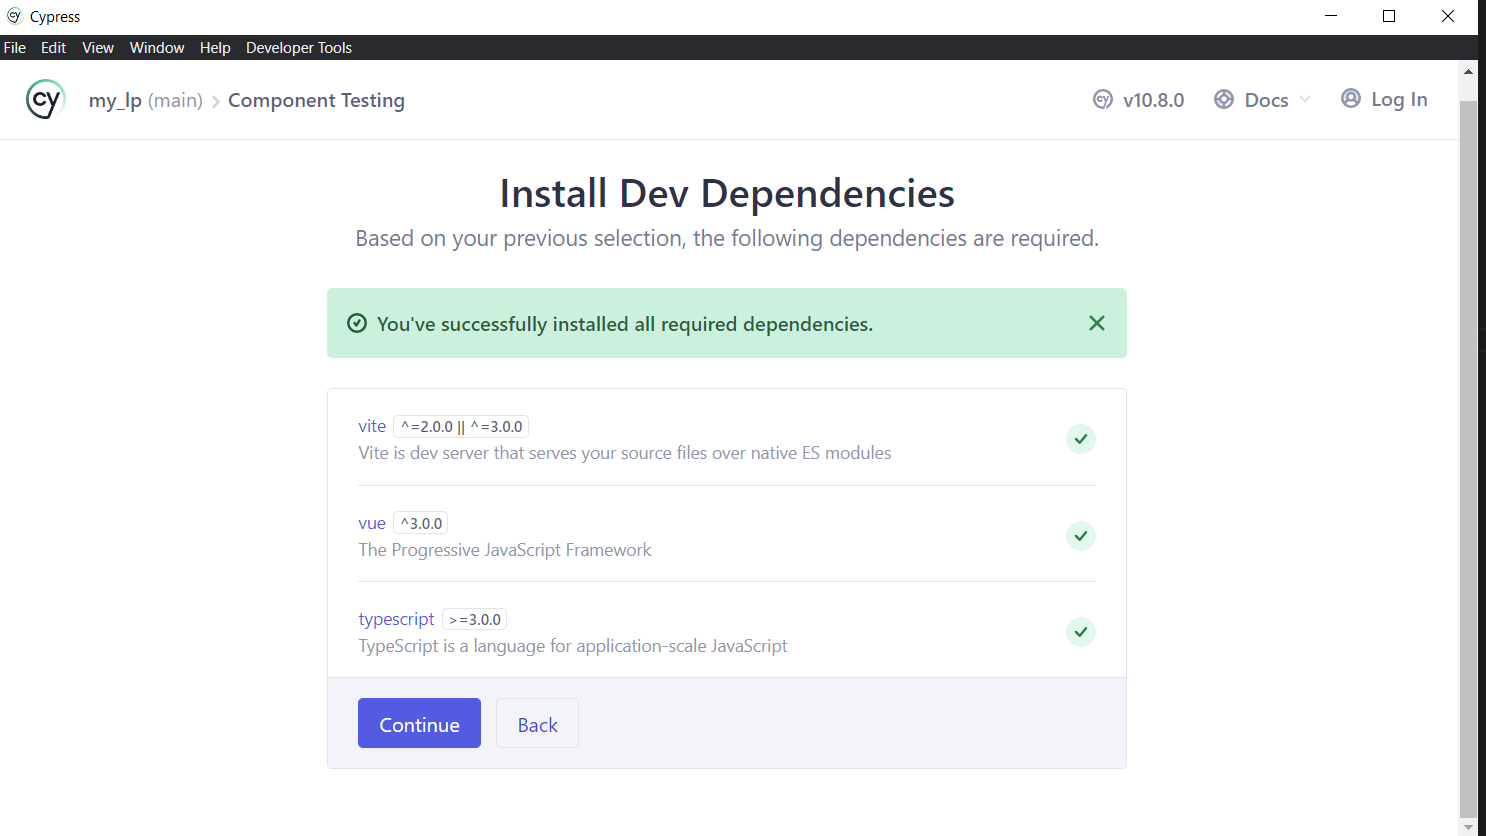 Cypress
File Edit View Window Help Developer Tools
cy my_lp (main) > Component Testing
cy v10.8.0 Docs Log In
Install Dev Dependencies
Based on your previous selection, the following dependencies are required.
You've successfully installed all required dependencies.
vite ^=2.0.0 || ^=3.0.0
Vite is dev server that serves your source files over native ES modules
vue ^3.0.0
The Progressive JavaScript Framework
typescript >=3.0.0
TypeScript is a language for application-scale JavaScript
Continue Back